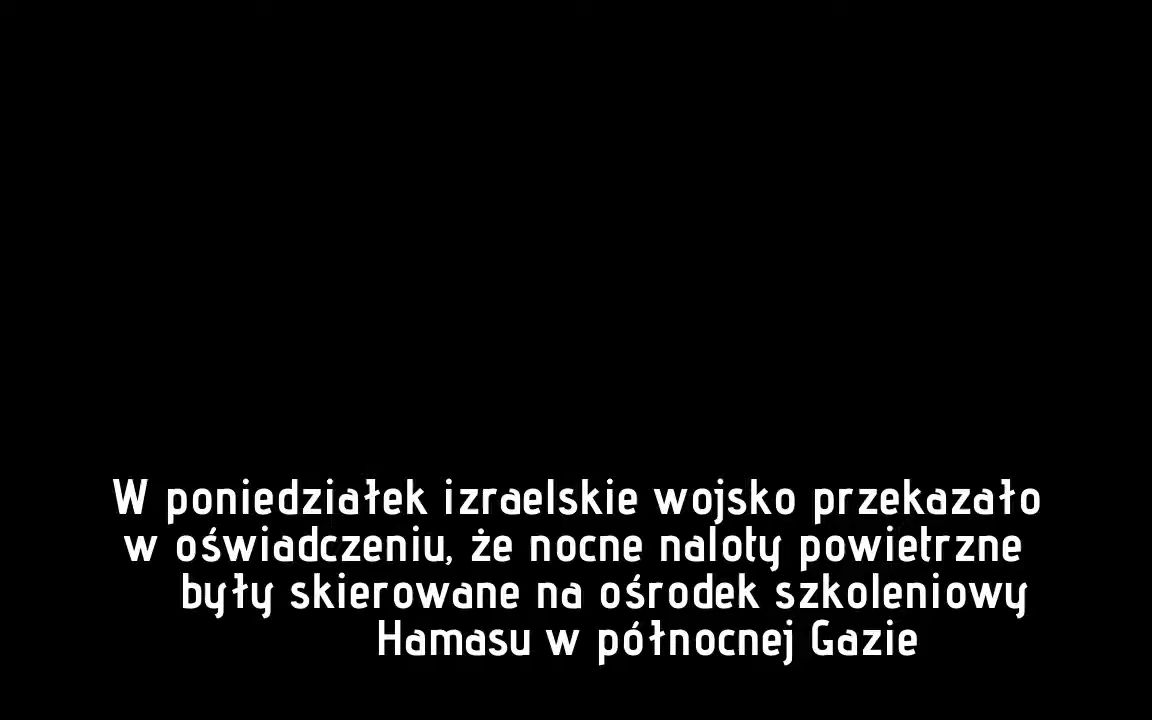 W poniedziałek izraelskie wojsko przekazało
w oświadczeniu, że nocne naloty powietrzne
były skierowane na ośrodek szkoleniowy
Hamasu w północnej Gazie